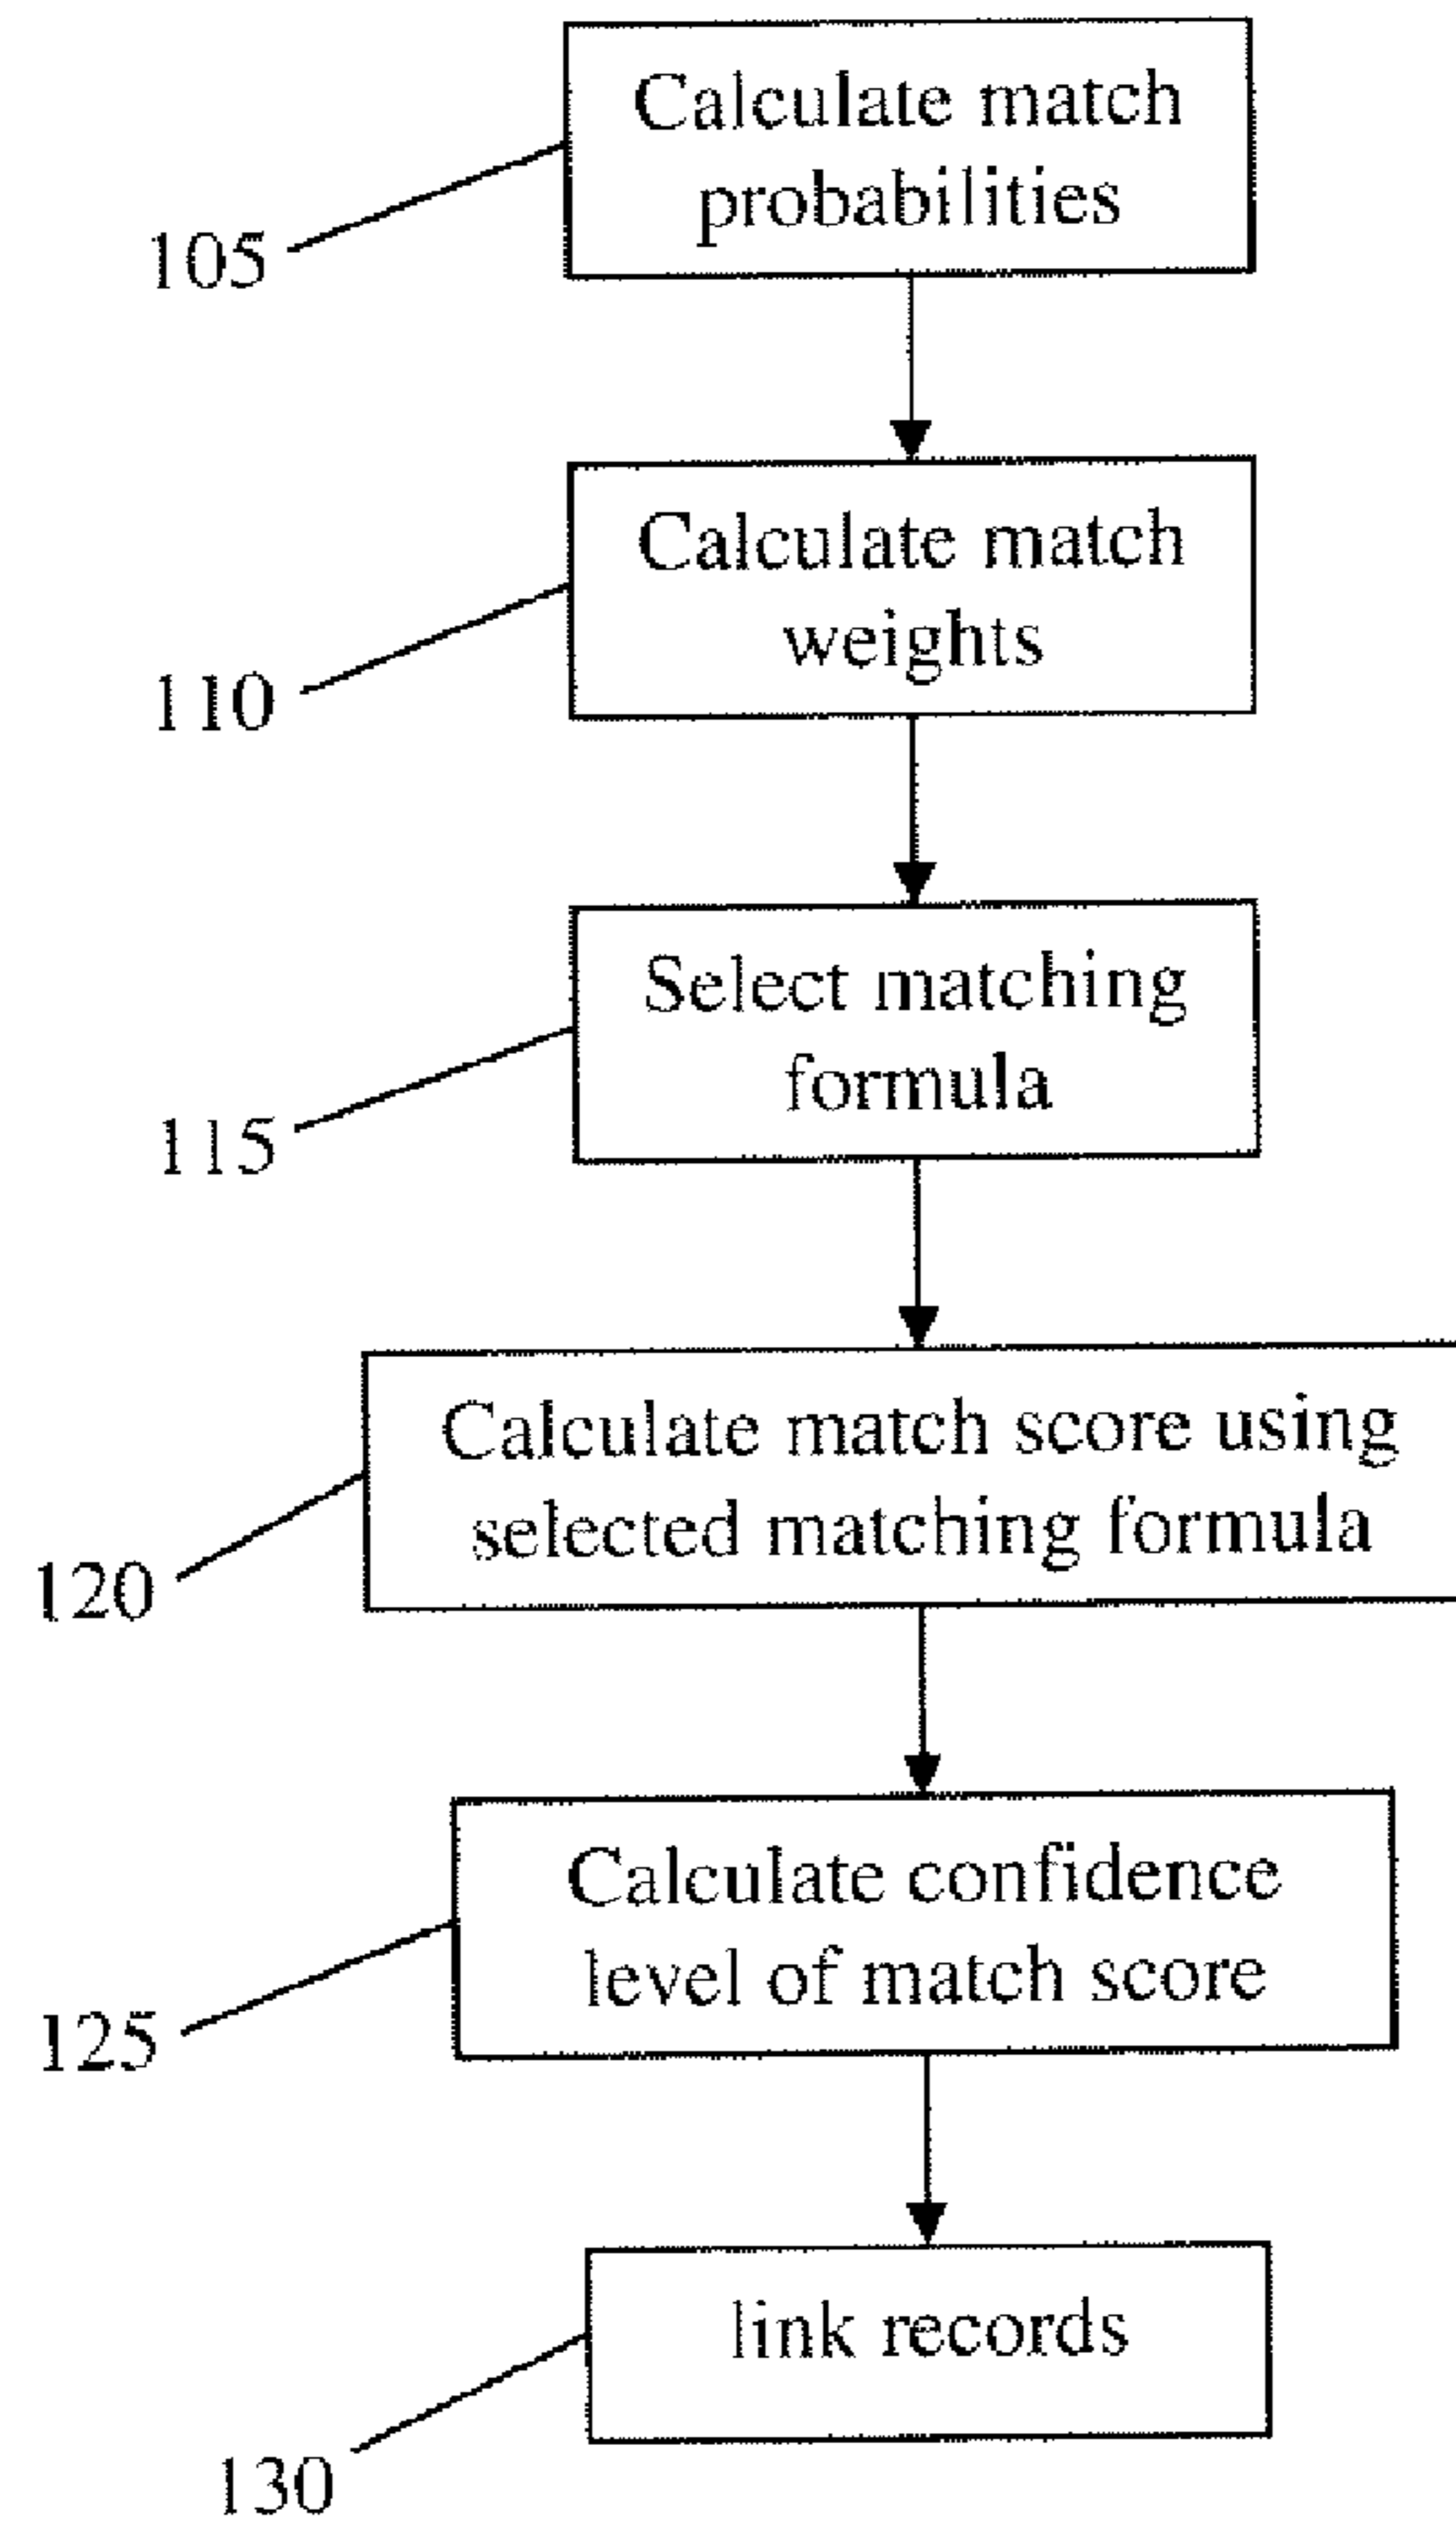 Calculate match
probabilities
105
Calculate match
weights
110
Select matching
formula
115
Calculate match score using
selected matching formula
120
Calculate confidence
level of match score
125
link records
130